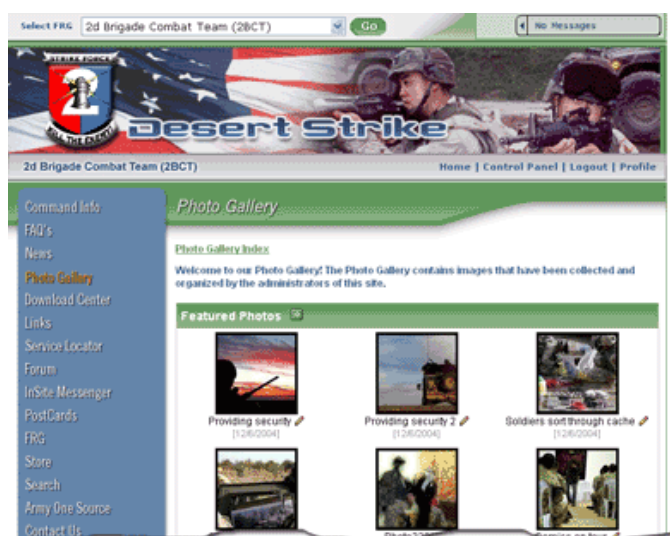 Select FRG
2d Brigade Combat Team (2BCT)
Go
No Messages
STRIKE FORCE
2
KILL THE ENEMY
Desert Strike
2d Brigade Combat Team (2BCT)
Home | Control Panel | Logout | Profile
Command Info
FAQ's
News
Photo Gallery
Download Center
Links
Service Locator
Forum
InSite Messenger
PostCards
FRG
Store
Search
Army One Source
Contact Us
Photo Gallery
Photo Gallery Index
Welcome to our Photo Gallery! The Photo Gallery contains images that have been collected and
organized by the administrators of this site.
Featured Photos
Providing security
[12/6/2004]
Providing security 2
[12/6/2004]
Soldiers sort through cache
[12/6/2004]